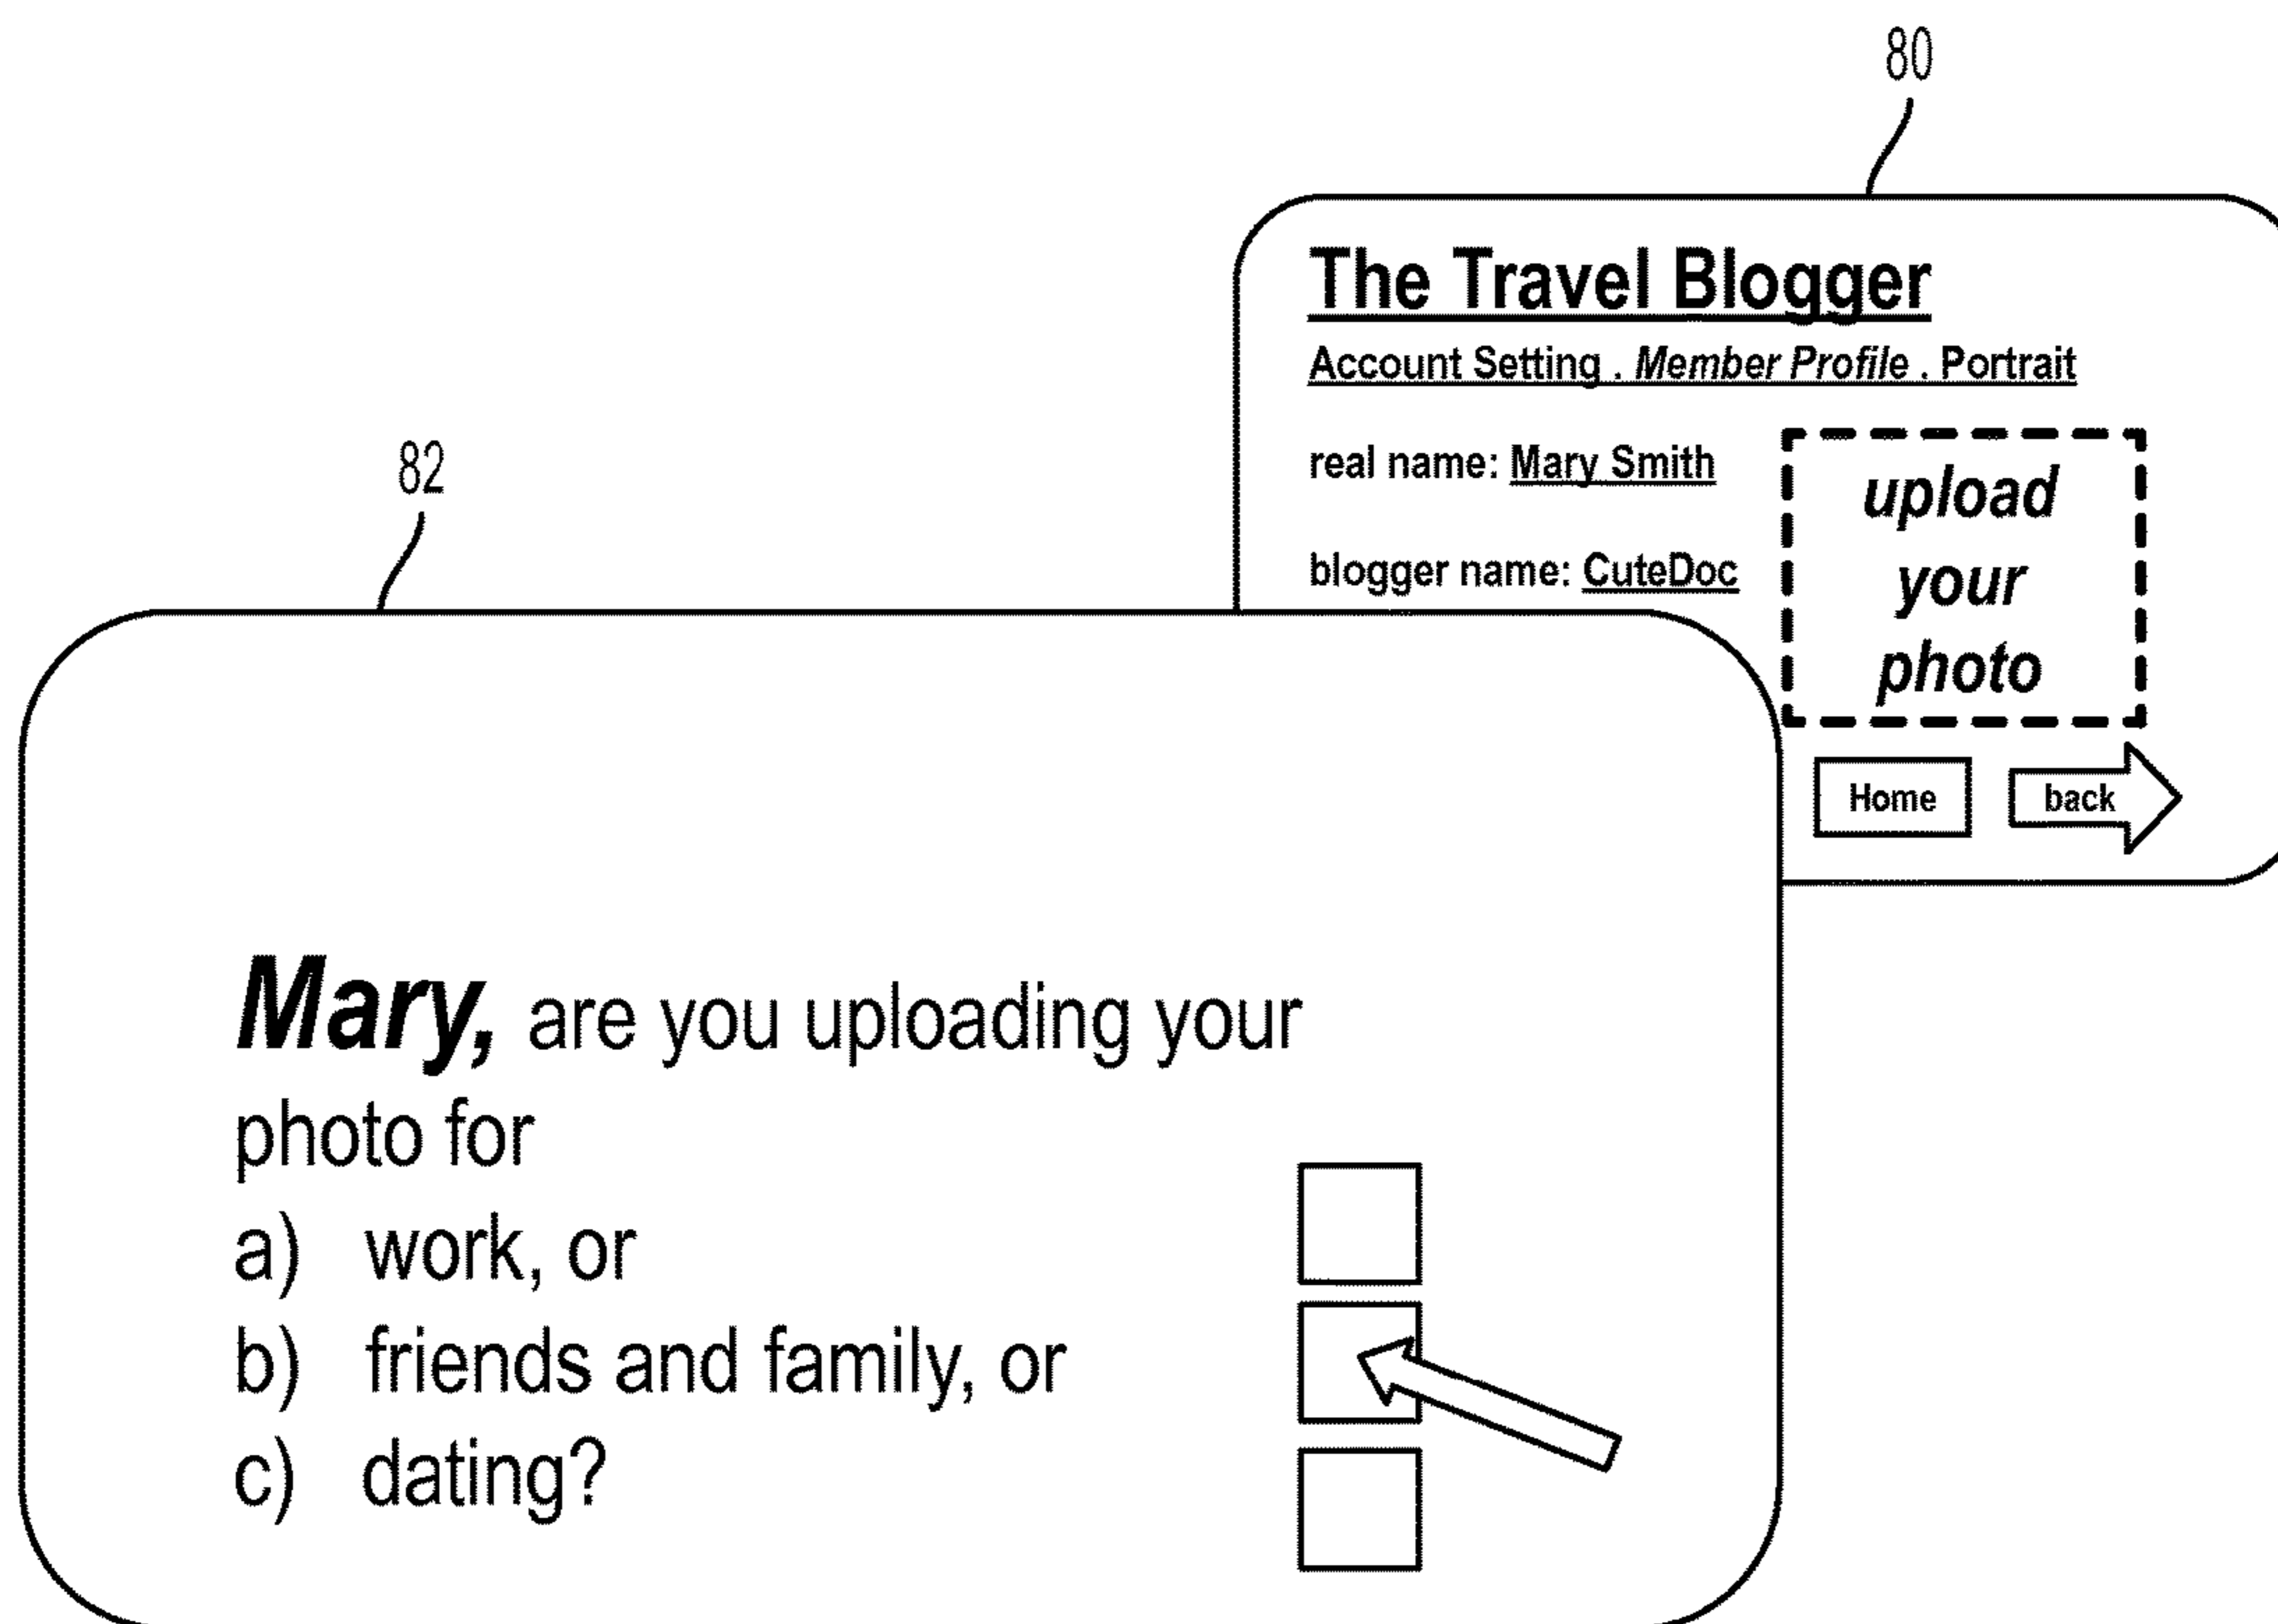 80
The Travel Blogger
Account Setting . Member Profile . Portrait
real name: Mary Smith
blogger name: CuteDoc
upload
your
photo
Home
back
82
Mary, are you uploading your
photo for
a) work, or
b) friends and family, or
c) dating?